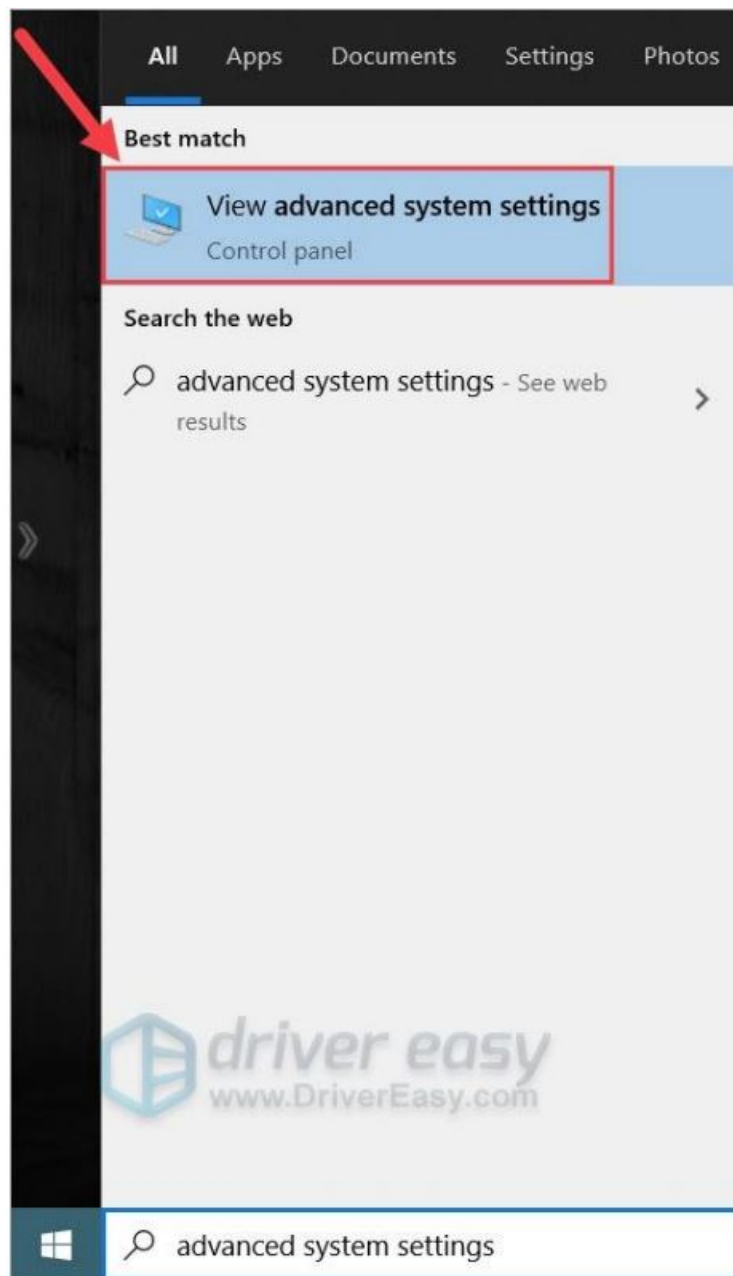 All Apps Documents Settings Photos
Best match
View advanced system settings
Control panel
Search the web
advanced system settings - See web
results
driver easy
www.DriverEasy.com
advanced system settings